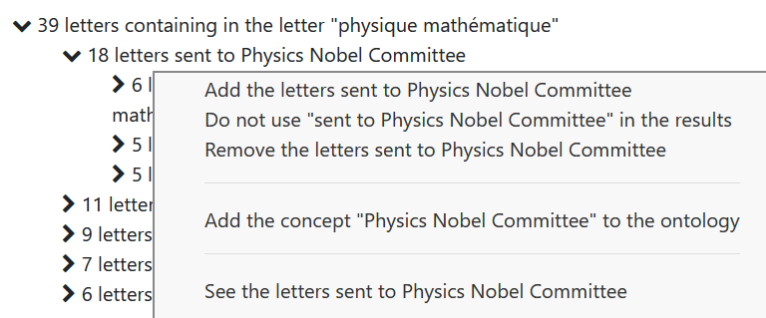 39 letters containing in the letter "physique mathématique"
18 letters sent to Physics Nobel Committee
6 l
math
5 l
5 l
11 letter
9 letters
7 letters
6 letters
Add the letters sent to Physics Nobel Committee
Do not use "sent to Physics Nobel Committee" in the results
Remove the letters sent to Physics Nobel Committee
Add the concept "Physics Nobel Committee" to the ontology
See the letters sent to Physics Nobel Committee